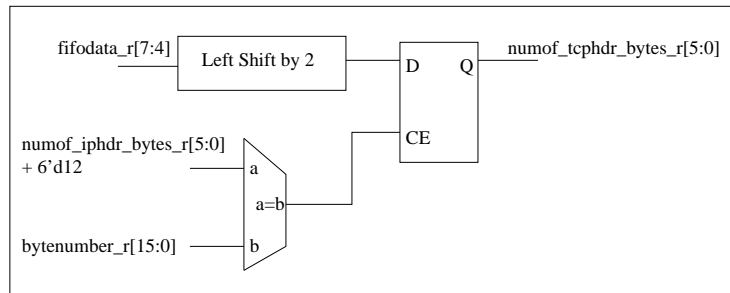 fifodata_r[7:4]
Left Shift by 2
D
Q
numof_tcphdr_bytes_r[5:0]
CE
numof_iphdr_bytes_r[5:0]
+ 6’d12
a
a=b
b
bytenumber_r[15:0]